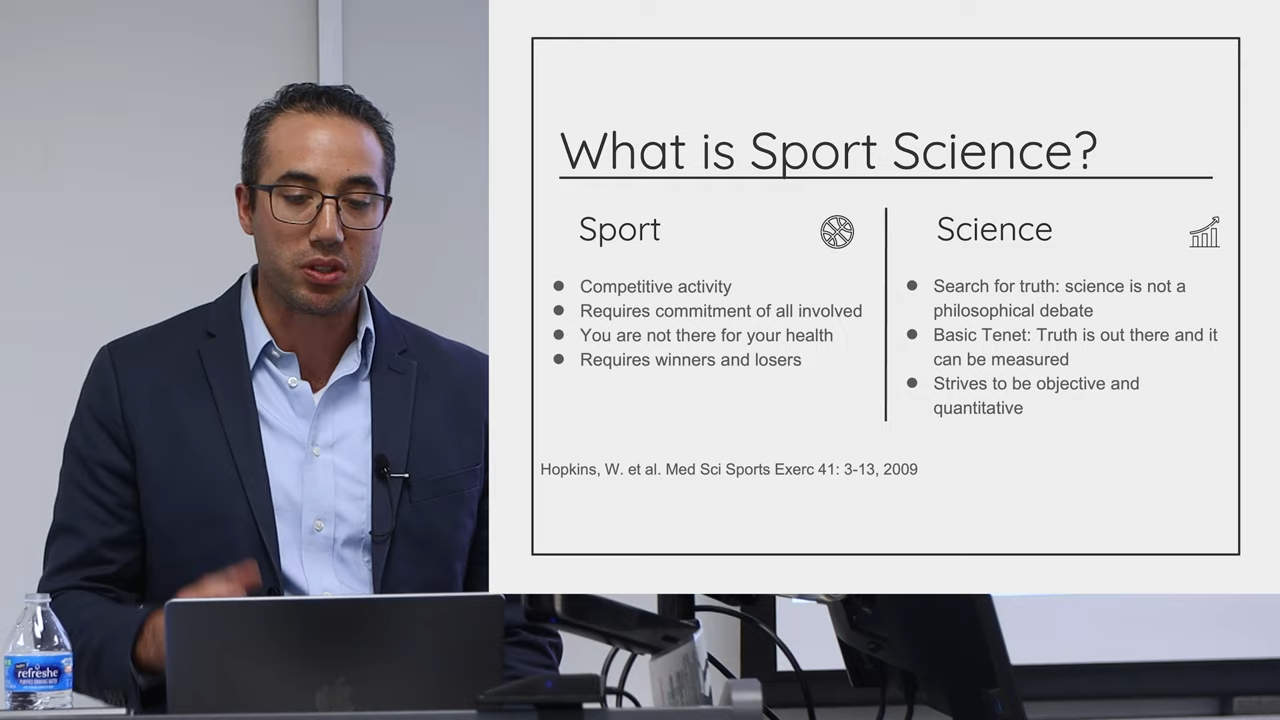 What is Sport Science?
Sport
Competitive activity
Requires commitment of all involved
You are not there for your health
Requires winners and losers
Science
Search for truth: science is not a
philosophical debate
Basic Tenet: Truth is out there and it
can be measured
Strives to be objective and
quantitative
Hopkins, W. et al. Med Sci Sports Exerc 41: 3-13, 2009
refreshe